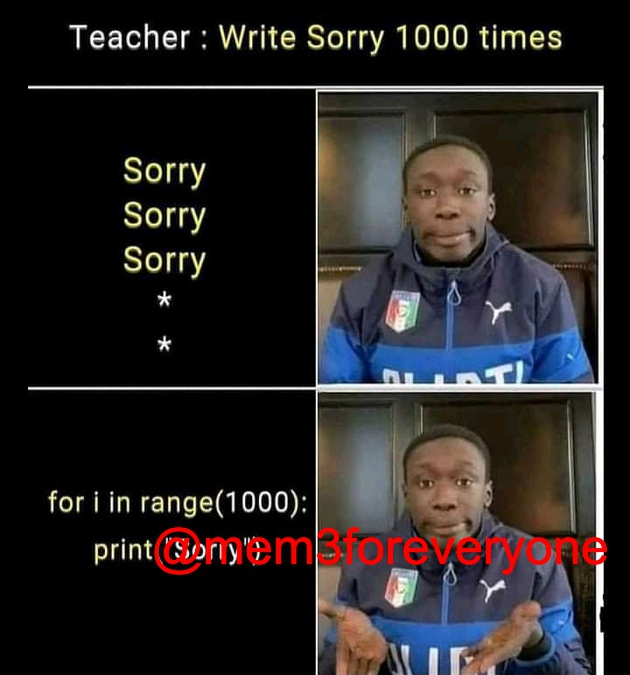 Teacher : Write Sorry 1000 times
Sorry
Sorry
Sorry
*
*
for i in range(1000):
print("Sorry")
@mem3foreveryone